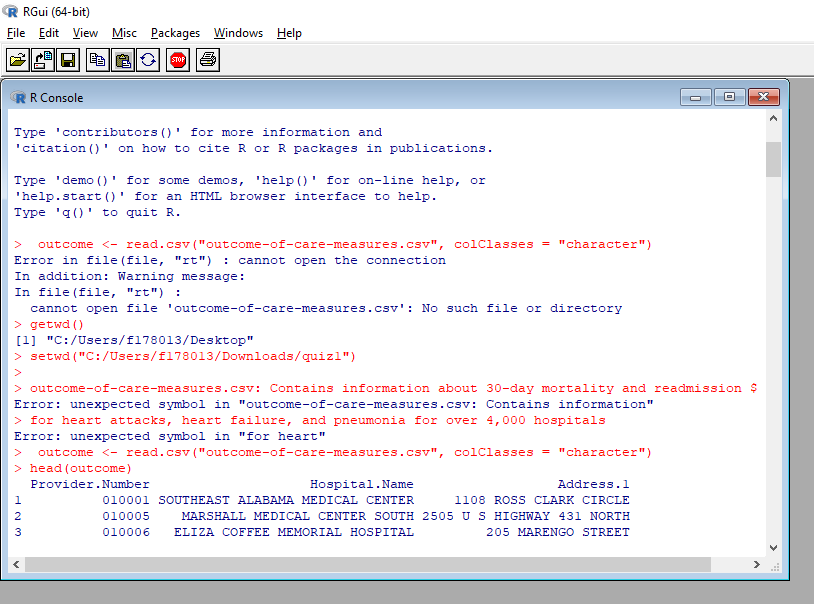 RGui (64-bit)
File Edit View Misc Packages Windows Help
STOP
R Console
Type 'contributors()' for more information and
'citation()' on how to cite R or R packages in publications.
Type 'demo()' for some demos, 'help()' for on-line help, or
'help.start()' for an HTML browser interface to help.
Type 'q()' to quit R.
>  outcome <- read.csv("outcome-of-care-measures.csv", colClasses = "character")
Error in file(file, "rt") : cannot open the connection
In addition: Warning message:
In file(file, "rt") :
  cannot open file 'outcome-of-care-measures.csv': No such file or directory
> getwd()
[1] "C:/Users/f178013/Desktop"
> setwd("C:/Users/f178013/Downloads/quiz1")
>
> outcome-of-care-measures.csv: Contains information about 30-day mortality and readmission $
Error: unexpected symbol in "outcome-of-care-measures.csv: Contains information"
> for heart attacks, heart failure, and pneumonia for over 4,000 hospitals
Error: unexpected symbol in "for heart"
>  outcome <- read.csv("outcome-of-care-measures.csv", colClasses = "character")
> head(outcome)
  Provider.Number                    Hospital.Name                  Address.1
1          010001 SOUTHEAST ALABAMA MEDICAL CENTER     1108 ROSS CLARK CIRCLE
2          010005    MARSHALL MEDICAL CENTER SOUTH 2505 U S HIGHWAY 431 NORTH
3          010006   ELIZA COFFEE MEMORIAL HOSPITAL         205 MARENGO STREET